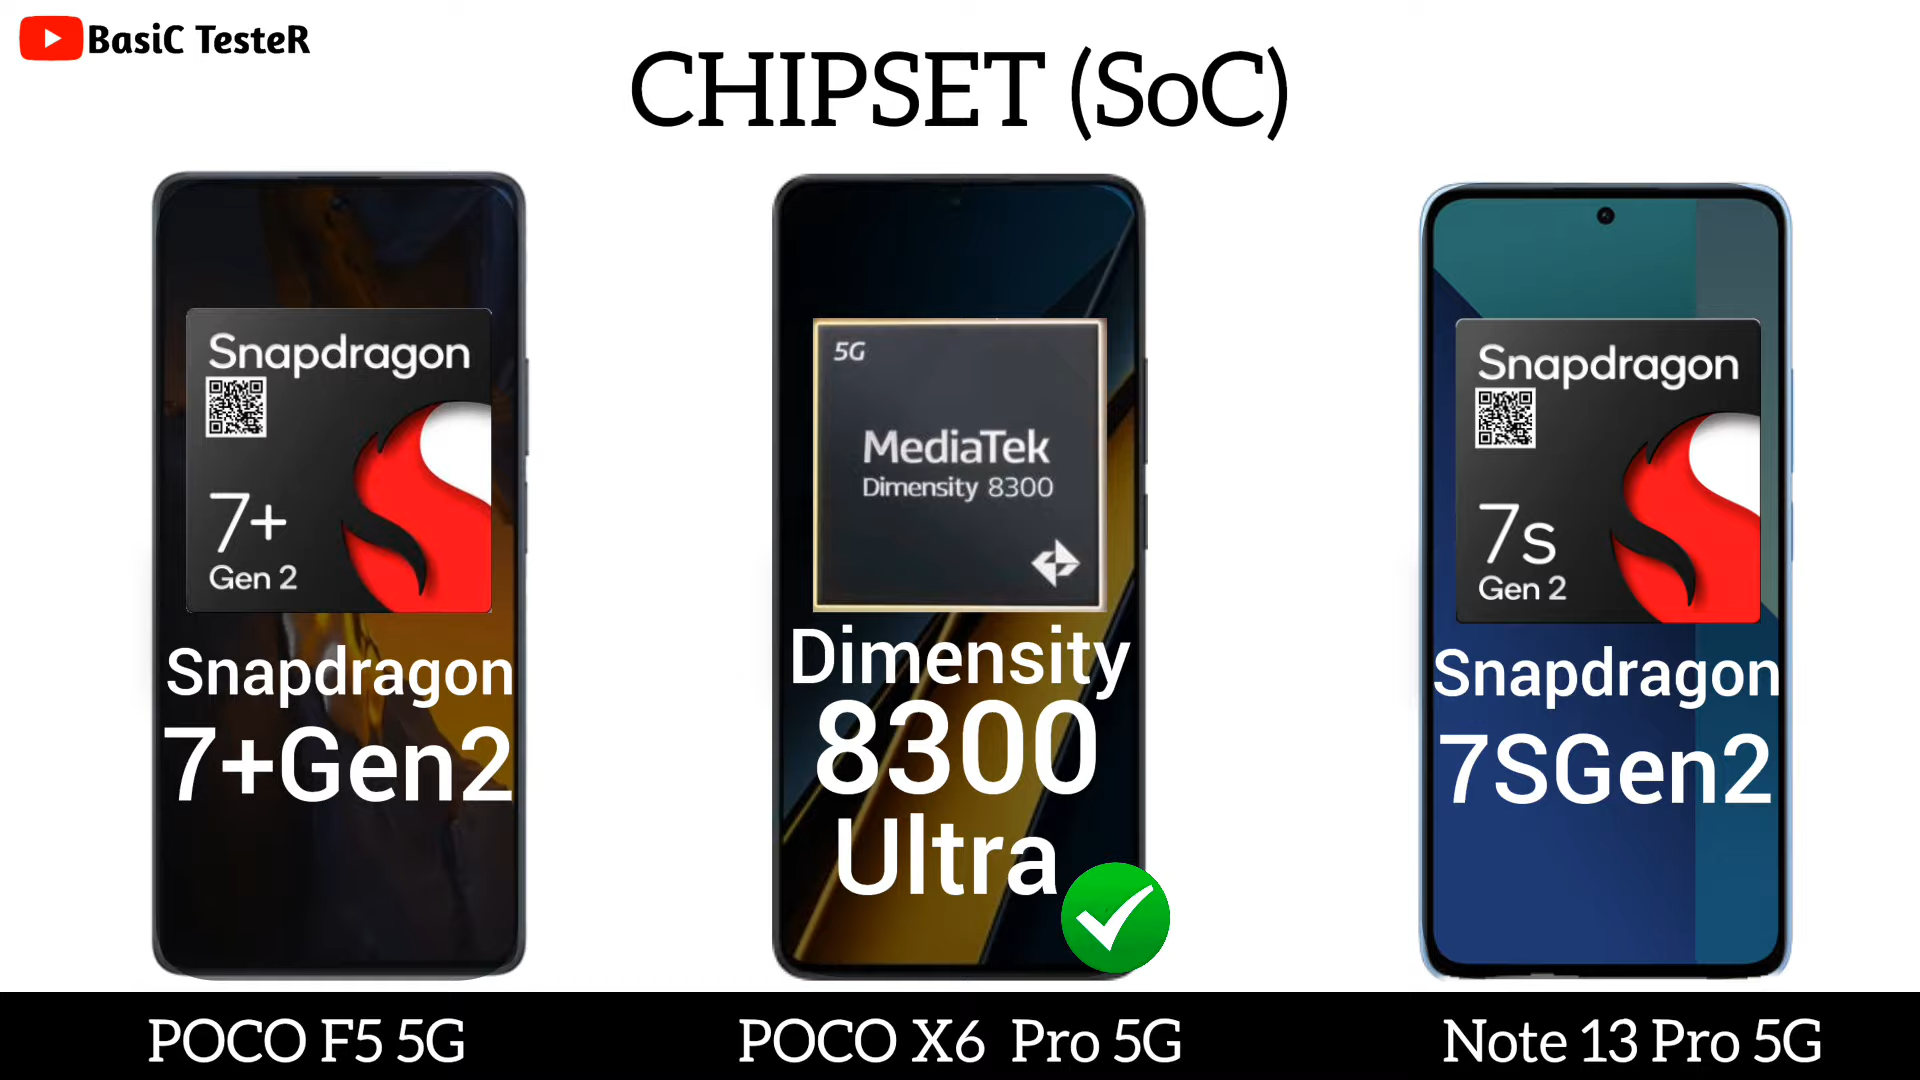 BasiC TesteR
CHIPSET (SoC)
Snapdragon
7+
Gen 2
Snapdragon
7+Gen2
5G
MediaTek
Dimensity 8300
Dimensity
8300
Ultra
Snapdragon
7s
Gen 2
Snapdragon
7SGen2
POCO F5 5G
POCO X6 Pro 5G
Note 13 Pro 5G